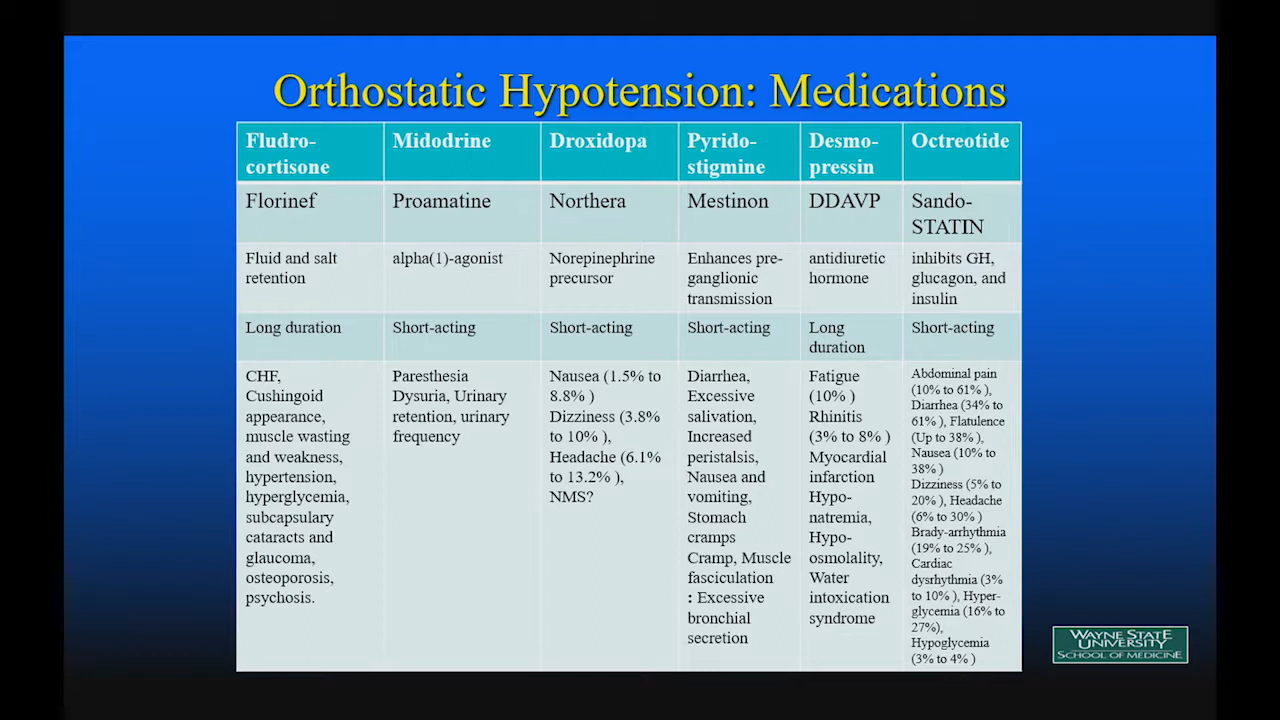 Orthostatic Hypotension: Medications
Fludro-
cortisone
Midodrine
Droxidopa
Pyrido-
stigmine
Desmo-
pressin
Octreotide
Florinef
Proamatine
Northera
Mestinon
DDAVP
Sando-
STATIN
Fluid and salt
retention
alpha(1)-agonist
Norepinephrine
precursor
Enhances pre-
ganglionic
transmission
antidiuretic
hormone
inhibits GH,
glucagon, and
insulin
Long duration
Short-acting
Short-acting
Short-acting
Long
duration
Short-acting
CHF,
Cushingoid
appearance,
muscle wasting
and weakness,
hypertension,
hyperglycemia,
subcapsulary
cataracts and
glaucoma,
osteoporosis,
psychosis.
Paresthesia
Dysuria, Urinary
retention, urinary
frequency
Nausea (1.5% to
8.8% )
Dizziness (3.8%
to 10% ),
Headache (6.1%
to 13.2% ),
NMS?
Diarrhea,
Excessive
salivation,
Increased
peristalsis,
Nausea and
vomiting,
Stomach
cramps
Cramp, Muscle
fasciculation
: Excessive
bronchial
secretion
Fatigue
(10% )
Rhinitis
(3% to 8% )
Myocardial
infarction
Hypo-
natremia,
Hypo-
osmolality,
Water
intoxication
syndrome
Abdominal pain
(10% to 61% ),
Diarrhea (34% to
61% ), Flatulence
(Up to 38% ),
Nausea (10% to
38% )
Dizziness (5% to
20% ), Headache
(6% to 30% )
Brady-arrhythmia
(19% to 25% ),
Cardiac
dysrhythmia (3%
to 10% ), Hyper-
glycemia (16% to
27%),
Hypoglycemia
(3% to 4% )
WAYNE STATE
UNIVERSITY
SCHOOL OF MEDICINE